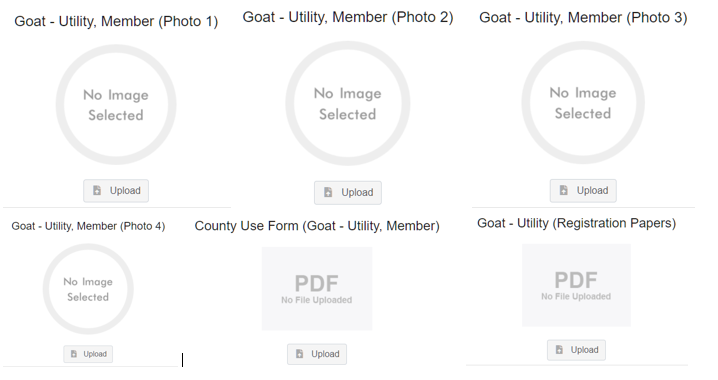 Goat - Utility, Member (Photo 1)
No Image
Selected
Upload
Goat - Utility, Member (Photo 2)
No Image
Selected
Upload
Goat - Utility, Member (Photo 3)
No Image
Selected
Upload
Goat - Utility, Member (Photo 4)
No Image
Selected
Upload
County Use Form (Goat - Utility, Member)
PDF
No File Uploaded
Upload
Goat - Utility (Registration Papers)
PDF
No File Uploaded
Upload